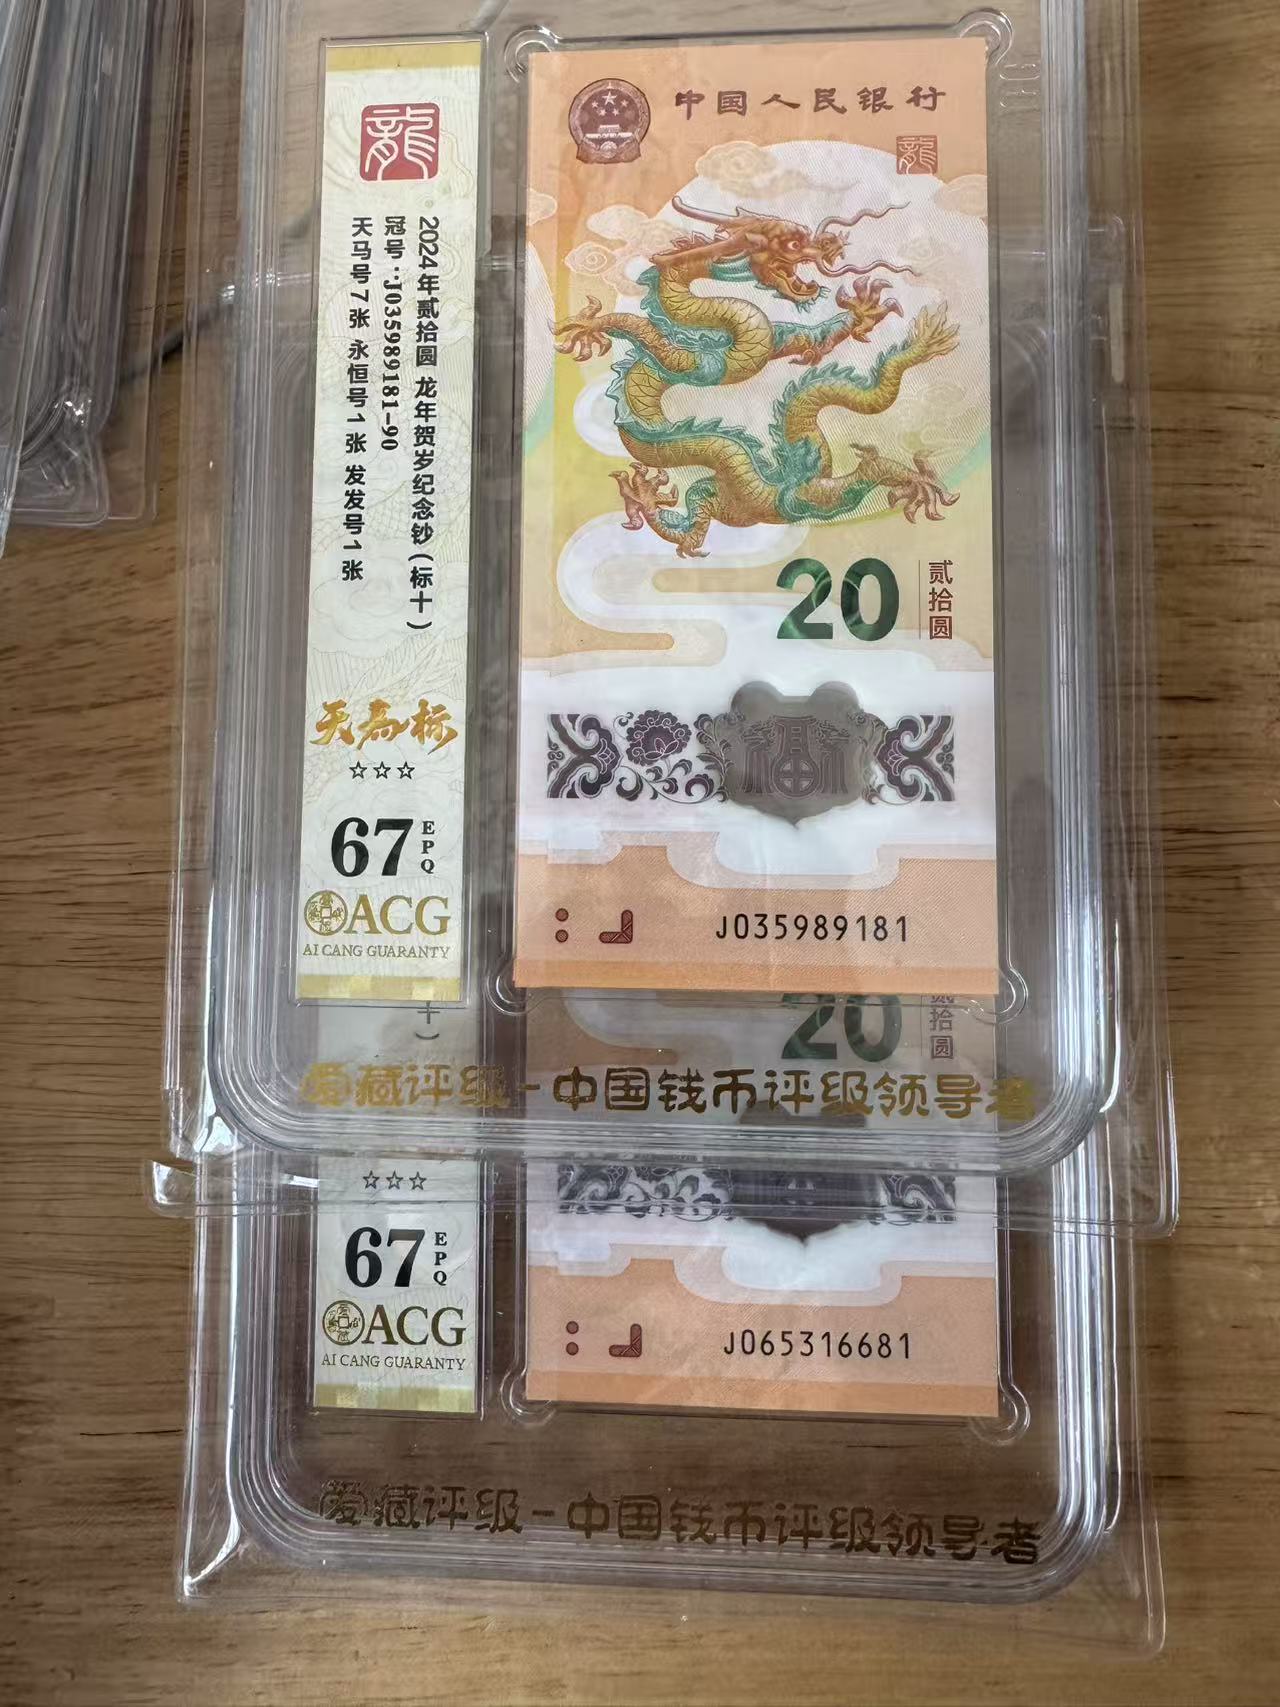 龍
2024年贰拾圆 龙年贺岁纪念钞(标十)
冠号:J035989181-90
天马号7张 永恒号1张 发发号1张
天马标
☆☆☆
67
EPQ
ACG
AI CANG GUARANTY
中国人民银行
龍
20
贰拾圆
福
J035989181
十)
20
贰拾圆
爱藏评级-中国钱币评级领导者
☆☆☆
67
EPQ
ACG
AI CANG GUARANTY
J065316681
爱藏评级-中国钱币评级领导者